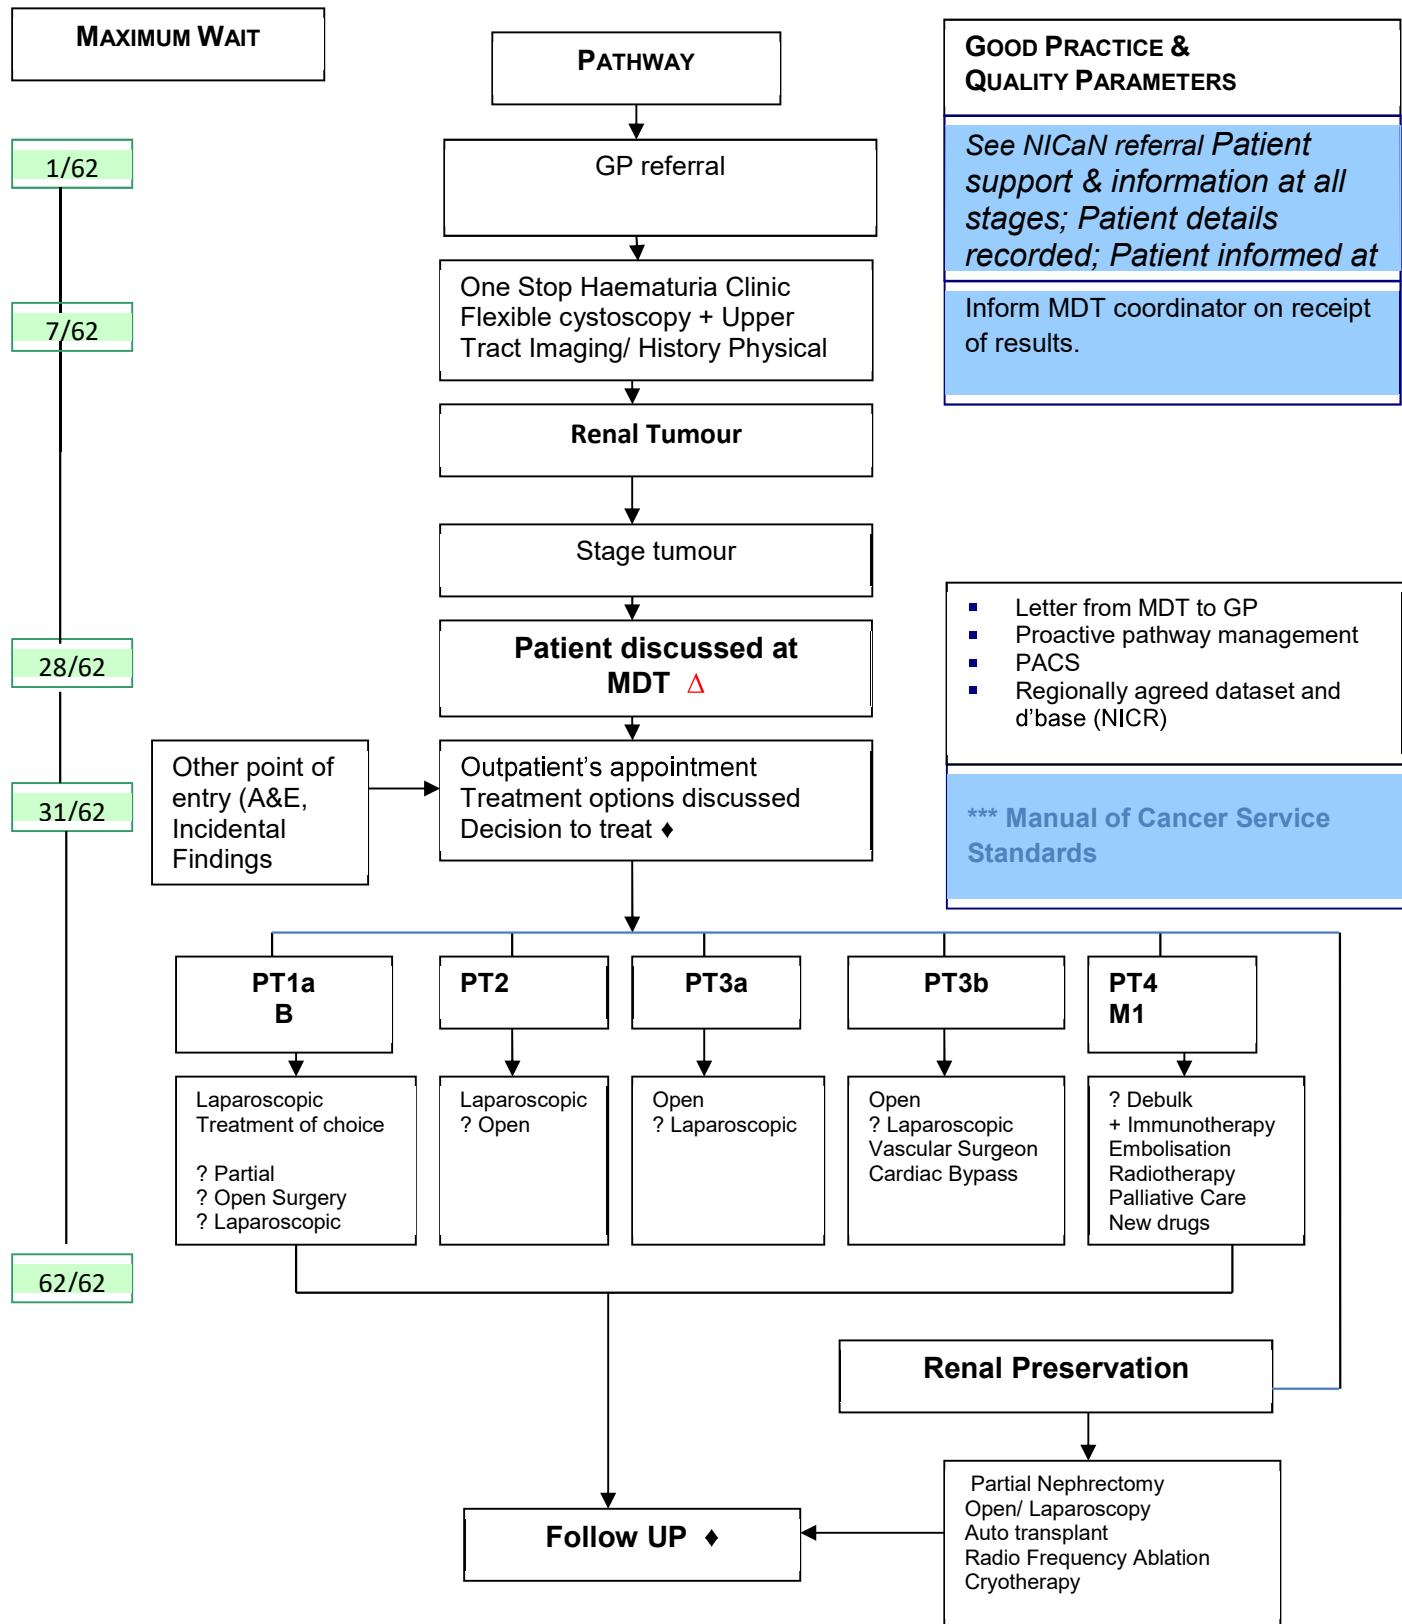 MAXIMUM WAIT
PATHWAY
GOOD PRACTICE &
QUALITY PARAMETERS
1/62
GP referral
See NICaN referral Patient
support & information at all
stages; Patient details
recorded; Patient informed at
7/62
One Stop Haematuria Clinic
Flexible cystoscopy + Upper
Tract Imaging/ History Physical
Inform MDT coordinator on receipt
of results.
Renal Tumour
Stage tumour
28/62
Patient discussed at
MDT Δ
▪ Letter from MDT to GP
▪ Proactive pathway management
▪ PACS
▪ Regionally agreed dataset and
d'base (NICR)
31/62
Other point of
entry (A&E,
Incidental
Findings
Outpatient's appointment
Treatment options discussed
Decision to treat ♦
*** Manual of Cancer Service
Standards
PT1a
B
PT2
PT3a
PT3b
PT4
M1
Laparoscopic
Treatment of choice
? Partial
? Open Surgery
? Laparoscopic
Laparoscopic
? Open
Open
? Laparoscopic
Open
? Laparoscopic
Vascular Surgeon
Cardiac Bypass
? Debulk
+ Immunotherapy
Embolisation
Radiotherapy
Palliative Care
New drugs
62/62
Renal Preservation
Partial Nephrectomy
Open/ Laparoscopy
Auto transplant
Radio Frequency Ablation
Cryotherapy
Follow UP ♦